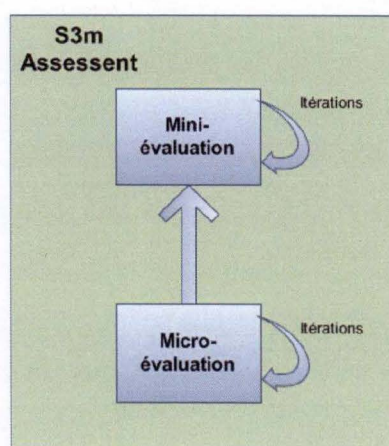 S3m
Assessent
Itérations
Mini-
évaluation
Itérations
Micro-
évaluation